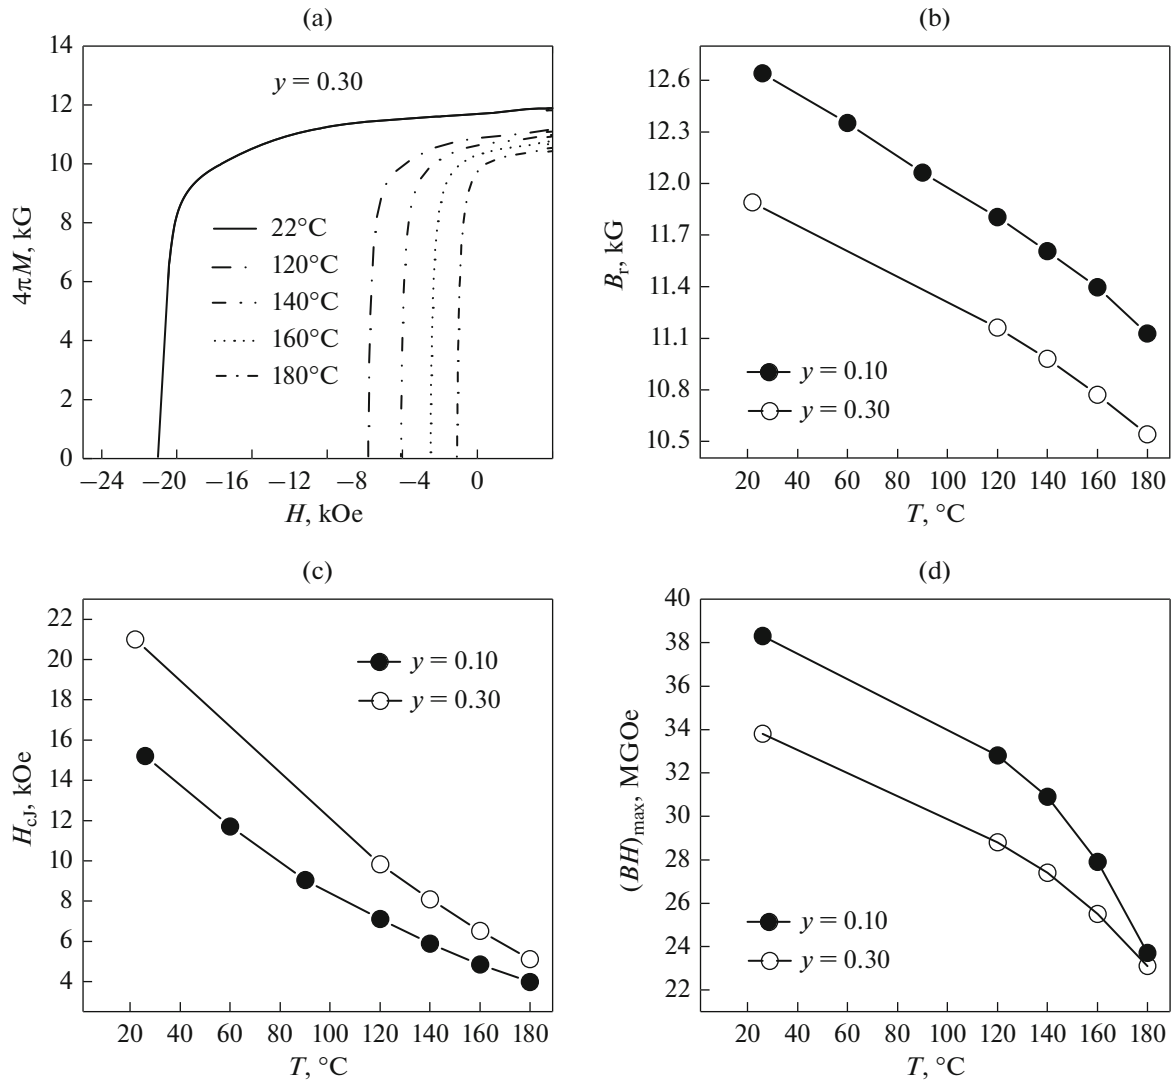 (a)
14
12
10
8
6
4
2
0
4πM, kG
y = 0.30
22°C
120°C
140°C
160°C
180°C
−24 −20 −16 −12 −8 −4 0
H, kOe
(b)
12.6
12.3
12.0
11.7
11.4
11.1
10.8
10.5
B_r, kG
y = 0.10
y = 0.30
20 40 60 80 100 120 140 160 180
T, °C
(c)
22
20
18
16
14
12
10
8
6
4
H_cJ, kOe
y = 0.10
y = 0.30
20 40 60 80 100 120 140 160 180
T, °C
(d)
40
38
36
34
32
30
28
26
24
22
(BH)_max, MGOe
y = 0.10
y = 0.30
20 40 60 80 100 120 140 160 180
T, °C